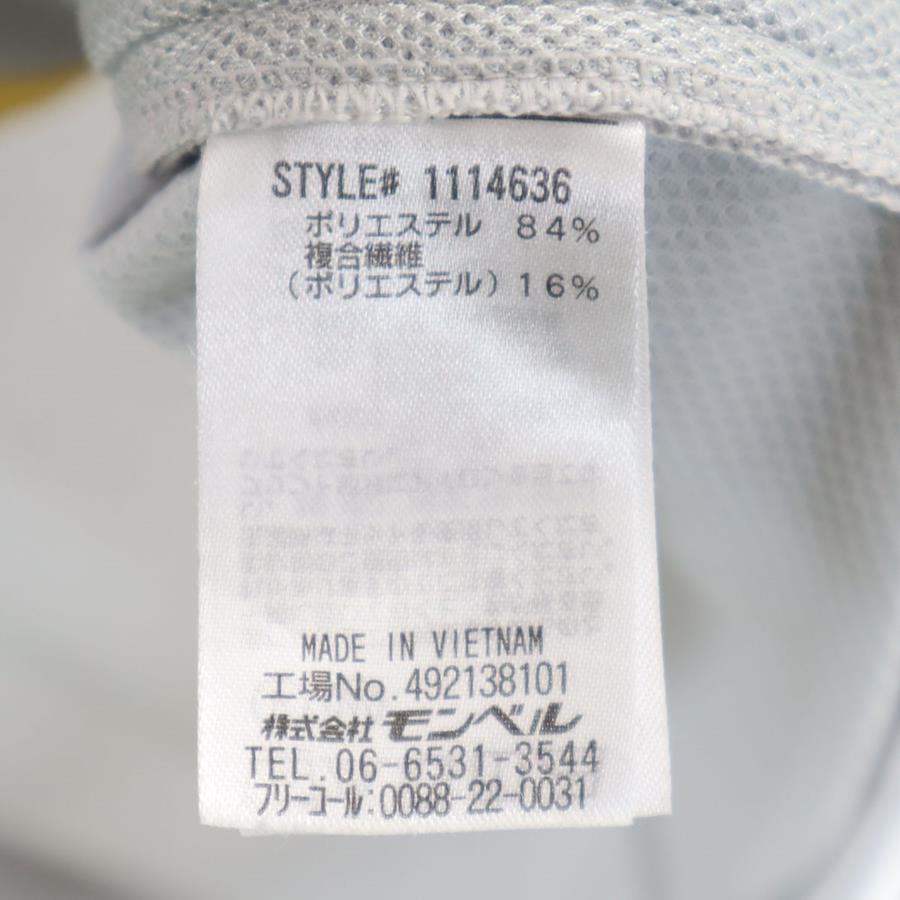 STYLE# 1114636
ポリエステル 84%
複合繊維
(ポリエステル) 16%
MADE IN VIETNAM
工場No.492138101
株式会社 モンベル
TEL.06-6531-3544
フリーコール:0088-22-0031